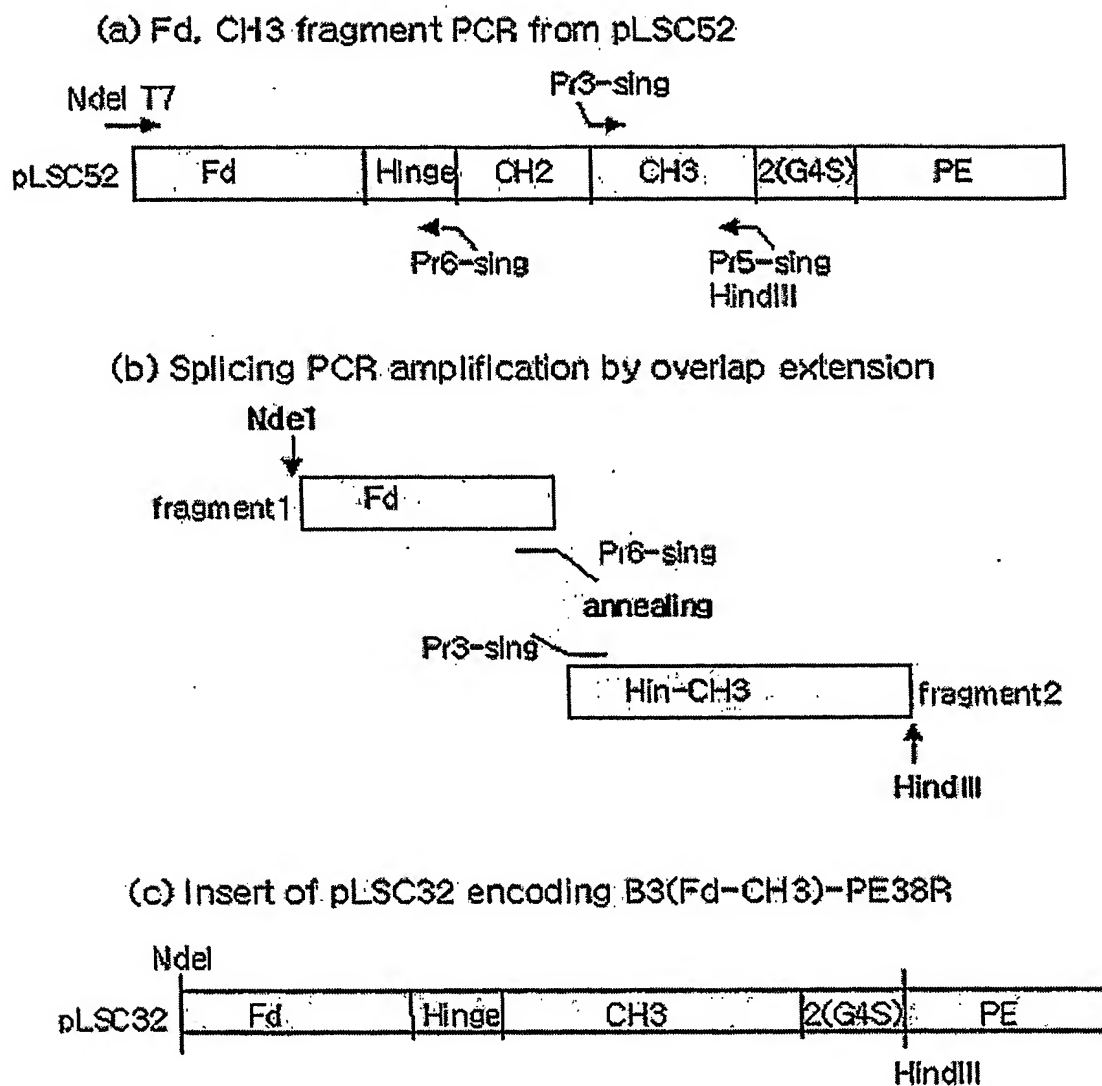 (a) Fd, CH3 fragment PCR from pLSC52
NdeI T7
Pr3-sing
pLSC52
Fd
Hinge
CH2
CH3
2(G4S)
PE
Pr6-sing
Pr5-sing
HindIII
(b) Splicing PCR amplification by overlap extension
Nde1
fragment1
Fd
Pr6-sing
annealing
Pr3-sing
Hin-CH3
fragment2
HindIII
(c) Insert of pLSC32 encoding B3(Fd-CH3)-PE38R
NdeI
pLSC32
Fd
Hinge
CH3
2(G4S)
PE
HindIII